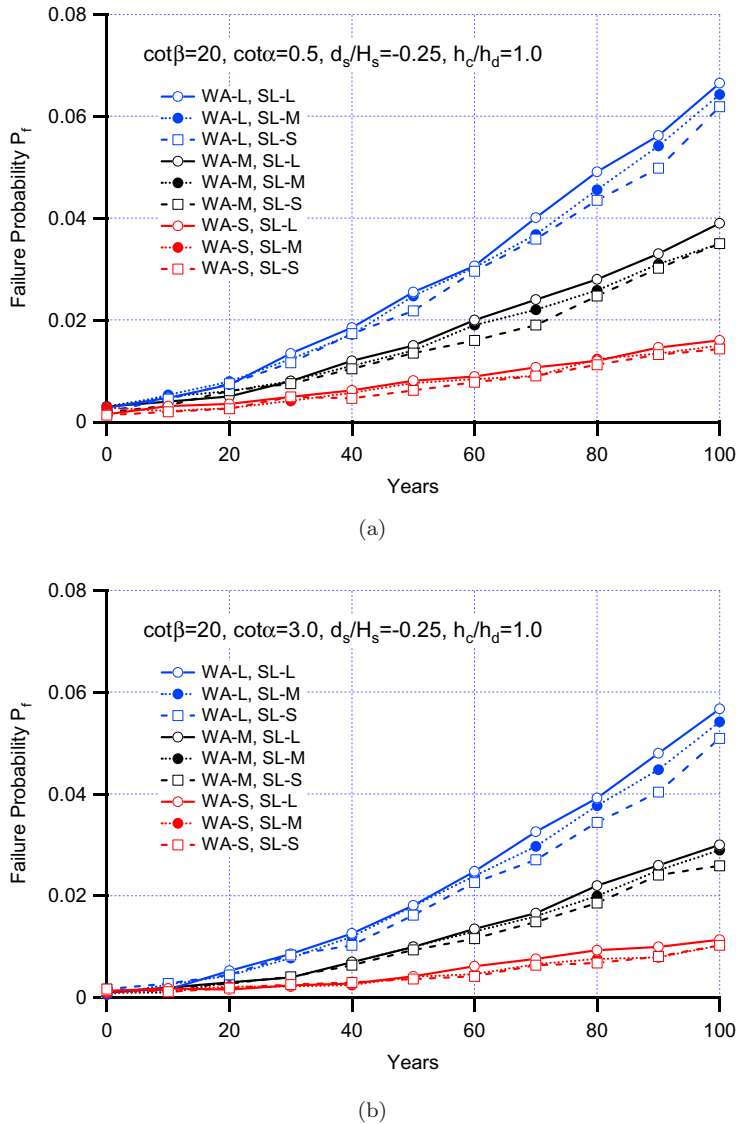 0.08
cotβ=20, cotα=0.5, d_s/H_s=-0.25, h_c/h_d=1.0
WA-L, SL-L
WA-L, SL-M
WA-L, SL-S
WA-M, SL-L
WA-M, SL-M
WA-M, SL-S
WA-S, SL-L
WA-S, SL-M
WA-S, SL-S
0.06
0.04
0.02
0
Failure Probability P_f
0 20 40 60 80 100
Years
(a)
0.08
cotβ=20, cotα=3.0, d_s/H_s=-0.25, h_c/h_d=1.0
WA-L, SL-L
WA-L, SL-M
WA-L, SL-S
WA-M, SL-L
WA-M, SL-M
WA-M, SL-S
WA-S, SL-L
WA-S, SL-M
WA-S, SL-S
0.06
0.04
0.02
0
Failure Probability P_f
0 20 40 60 80 100
Years
(b)